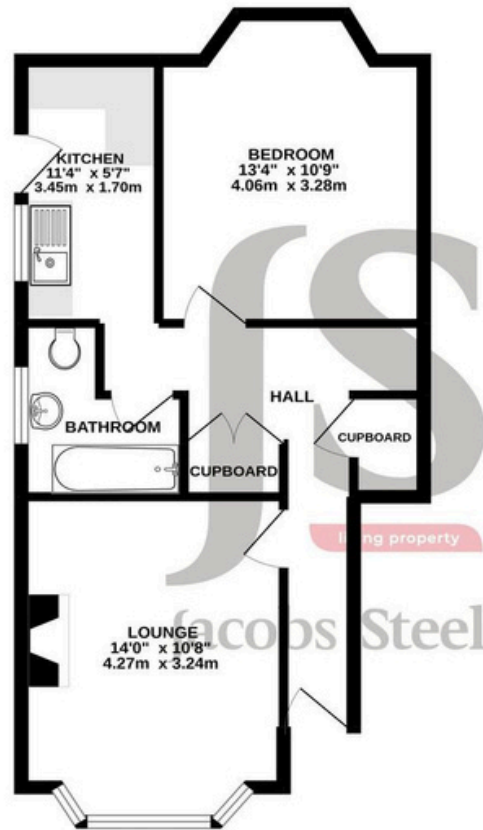 KITCHEN
11'4" x 5'7"
3.45m x 1.70m
BEDROOM
13'4" x 10'9"
4.06m x 3.28m
HALL
BATHROOM
CUPBOARD
CUPBOARD
JS
living property
Jacobs Steel
LOUNGE
14'0" x 10'8"
4.27m x 3.24m